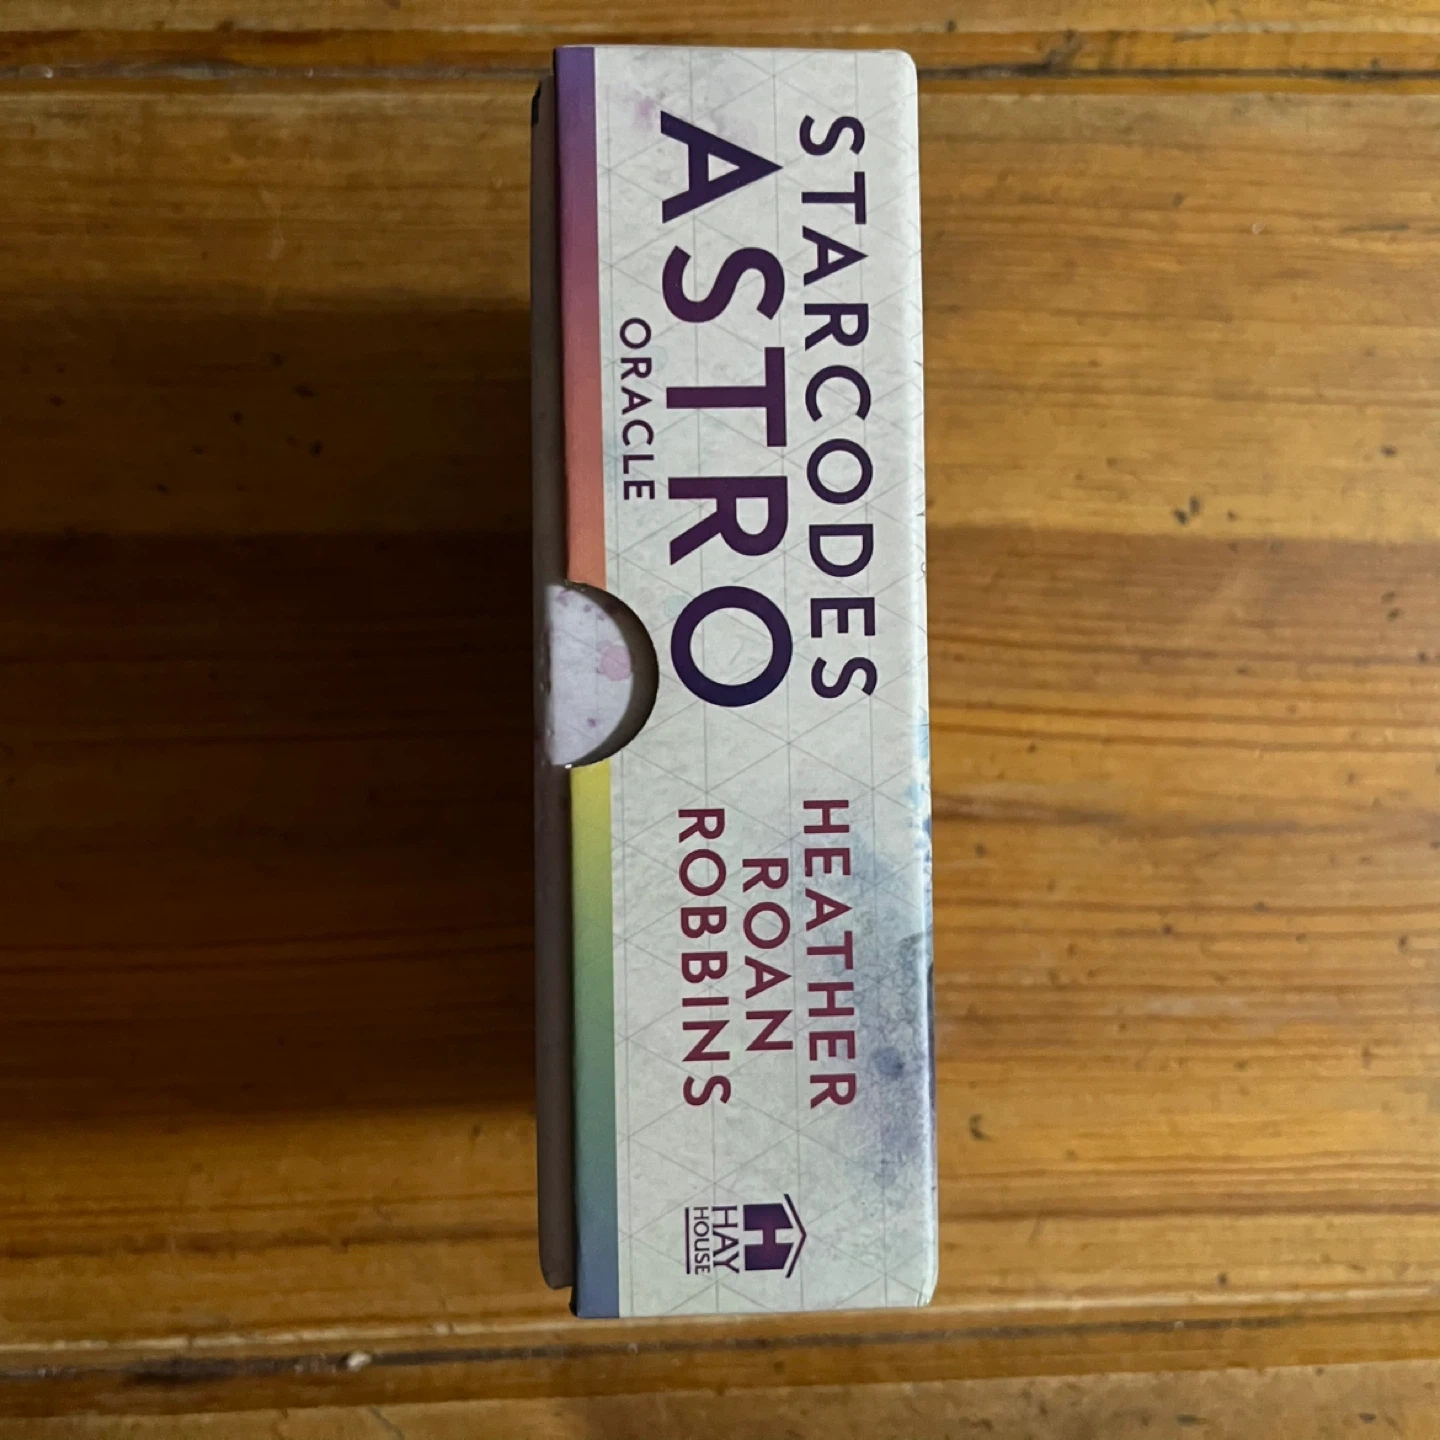 STARCODES
ASTRO
ORACLE
HEATHER
ROAN
ROBBINS
H
HAY
HOUSE